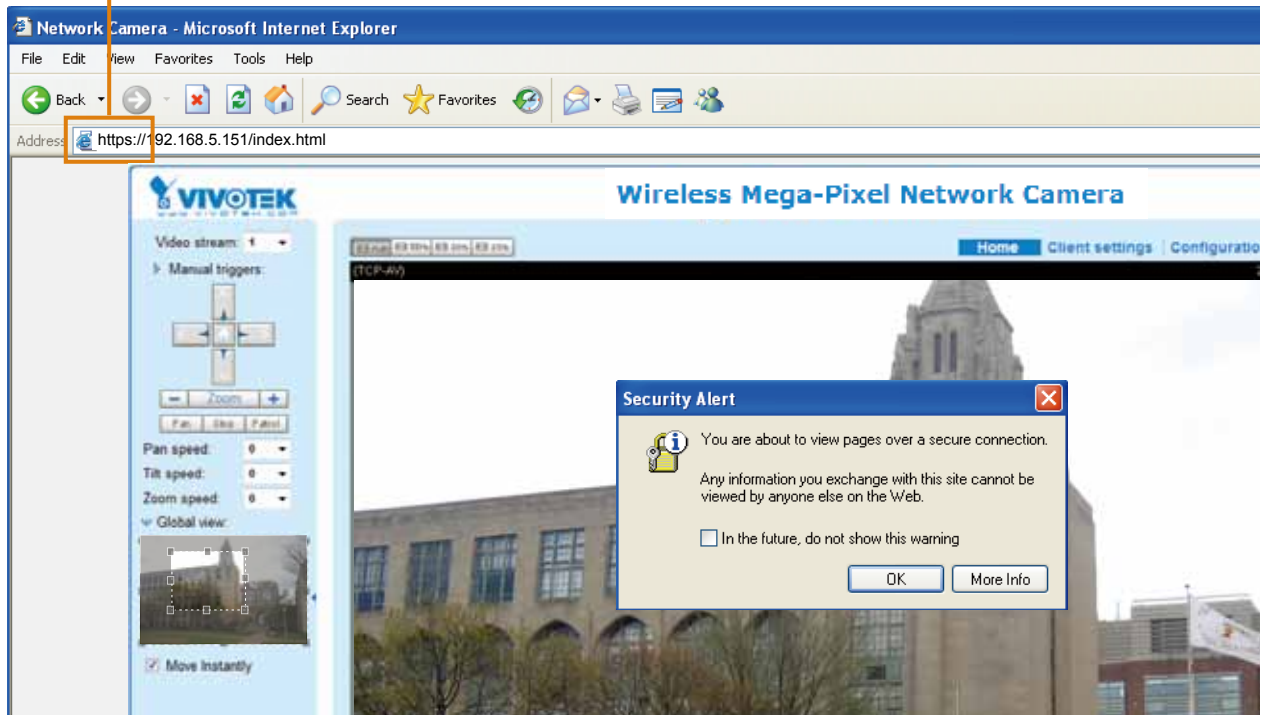 Network Camera - Microsoft Internet Explorer
File Edit View Favorites Tools Help
Back Search Favorites
Address https://192.168.5.151/index.html
VIVOTEK
Wireless Mega-Pixel Network Camera
Video stream: 1
Home Client settings Configuratio
Manual triggers:
(TCP-AV)
Zoom
Pan Stop Patrol
Pan speed: 0
Tilt speed: 0
Zoom speed: 0
Global view:
Move Instantly
Security Alert
You are about to view pages over a secure connection.
Any information you exchange with this site cannot be
viewed by anyone else on the Web.
In the future, do not show this warning
OK More Info